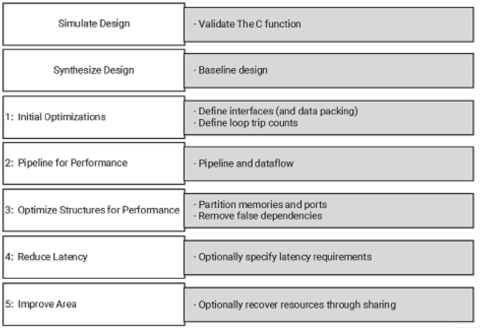 Simulate Design
- Validate The C function
Synthesize Design
- Baseline design
1: Initial Optimizations
- Define interfaces (and data packing)
- Define loop trip counts
2: Pipeline for Performance
- Pipeline and dataflow
3: Optimize Structures for Performance
- Partition memories and ports
- Remove false dependencies
4: Reduce Latency
- Optionally specify latency requirements
5: Improve Area
- Optionally recover resources through sharing